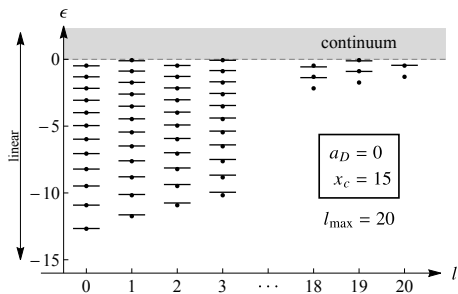 ϵ
continuum
0
−5
−10
−15
linear
a_D = 0
x_c = 15
l_max = 20
0 1 2 3 ⋯ 18 19 20 l